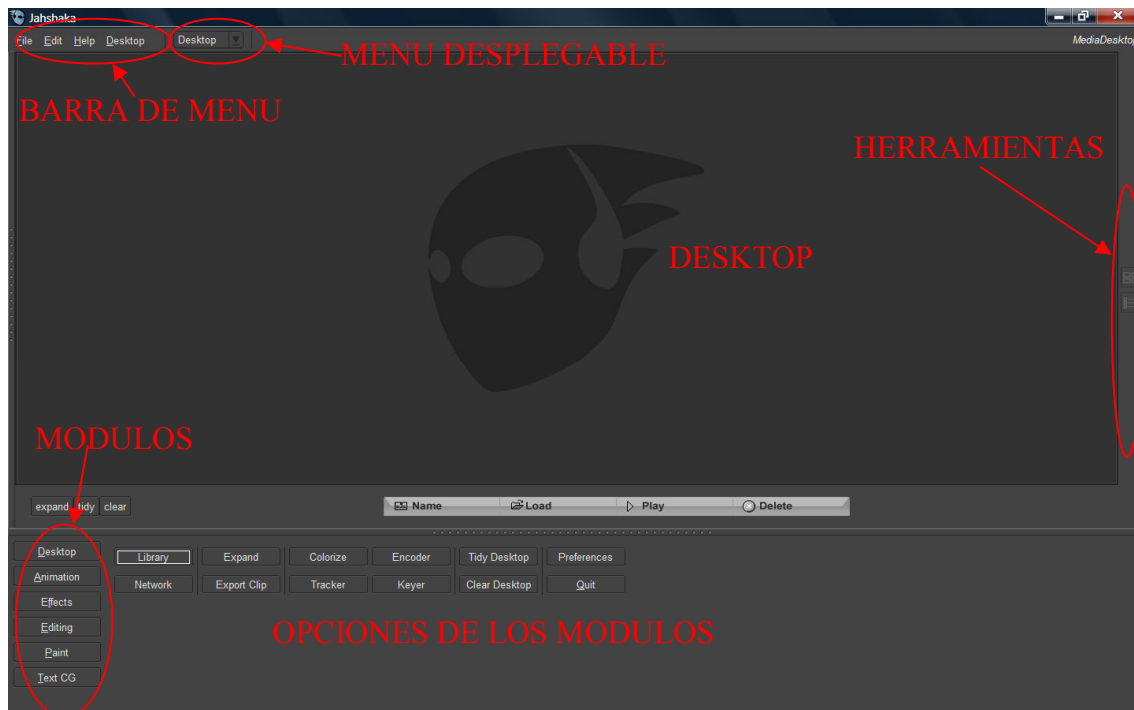 Jahshaka
File Edit Help Desktop Desktop MediaDesktop
MENU DESPLEGABLE
BARRA DE MENU
HERRAMIENTAS
DESKTOP
MODULOS
expand tidy clear Name Load Play Delete
Desktop Library Expand Colorize Encoder Tidy Desktop Preferences
Animation Network Export Clip Tracker Keyer Clear Desktop Quit
Effects
Editing
OPCIONES DE LOS MODULOS
Paint
Text CG